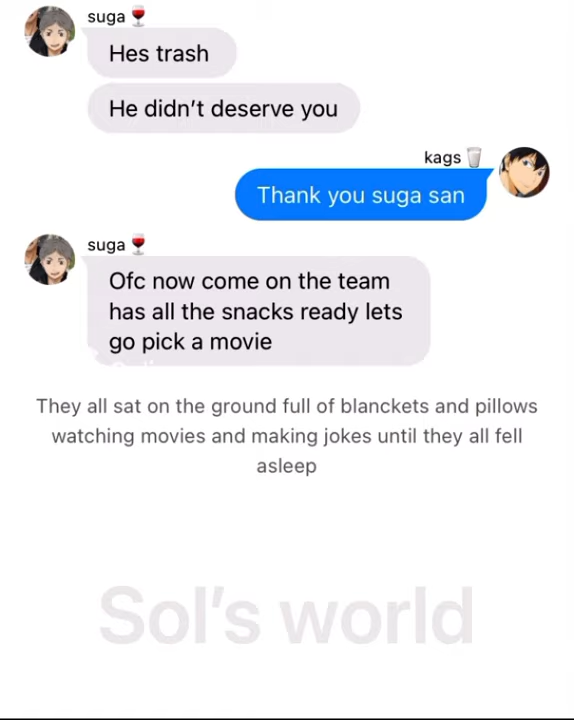 suga 🍷
Hes trash
He didn't deserve you
kags 🥛
Thank you suga san
suga 🍷
Ofc now come on the team
has all the snacks ready lets
go pick a movie
They all sat on the ground full of blanckets and pillows
watching movies and making jokes until they all fell
asleep
Sol's world